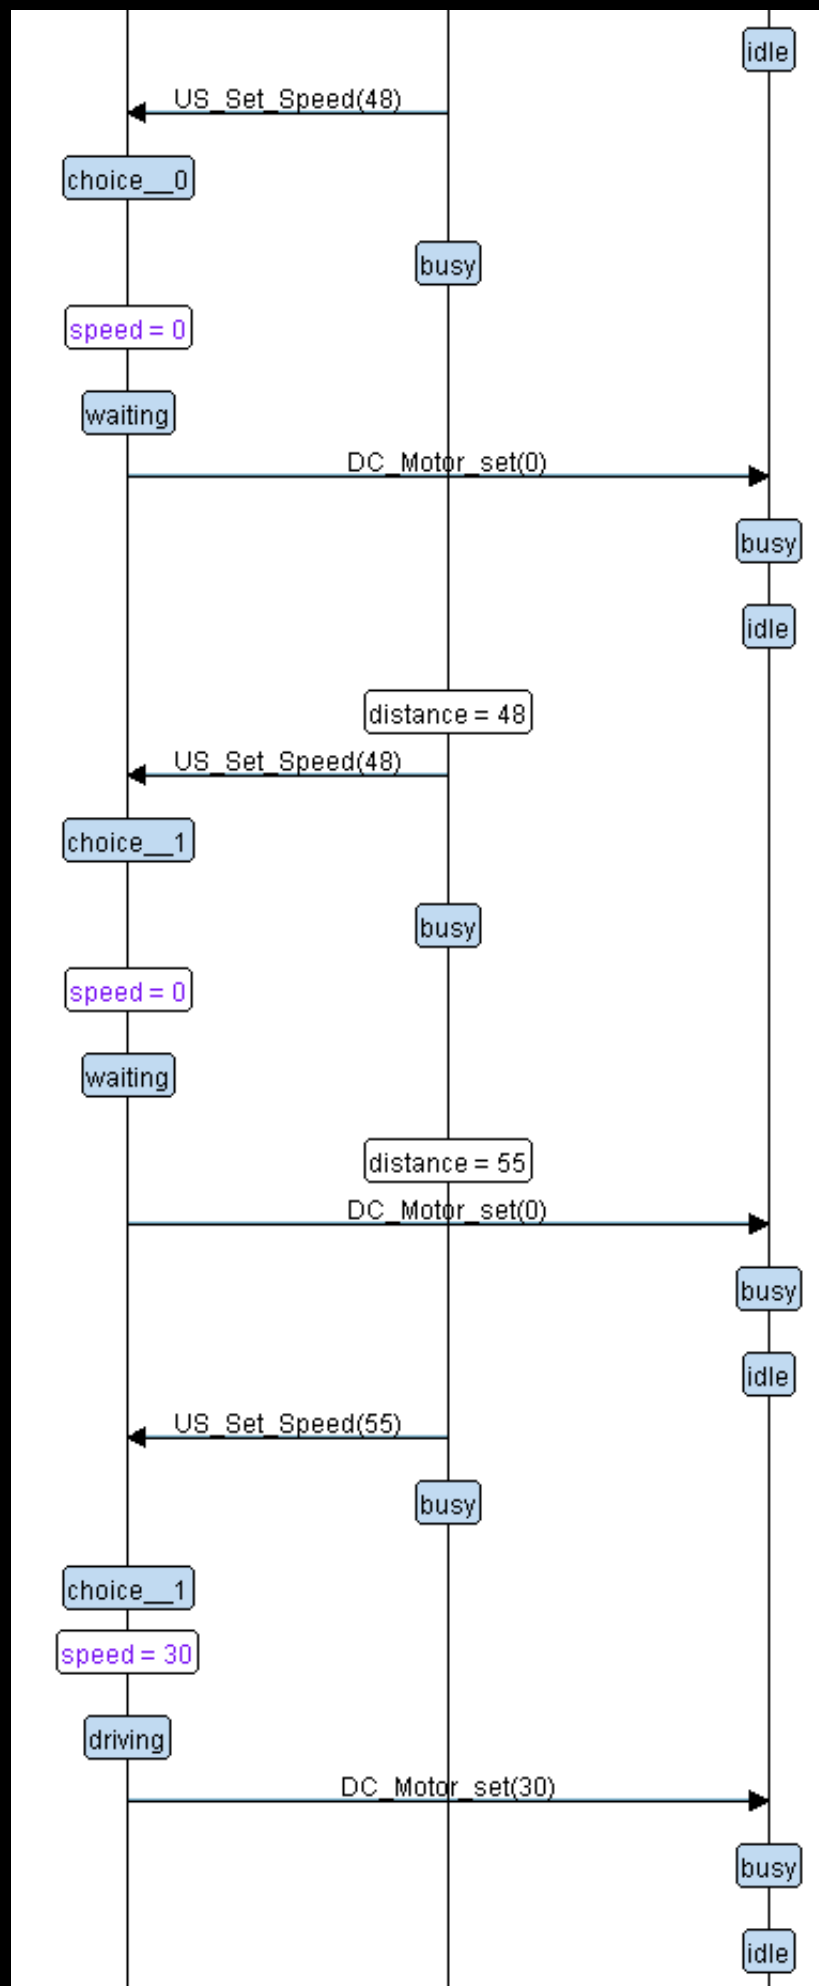 idle
US_Set_Speed(48)
choice__0
busy
speed = 0
waiting
DC_Motor_set(0)
busy
idle
distance = 48
US_Set_Speed(48)
choice__1
busy
speed = 0
waiting
distance = 55
DC_Motor_set(0)
busy
idle
US_Set_Speed(55)
busy
choice__1
speed = 30
driving
DC_Motor_set(30)
busy
idle